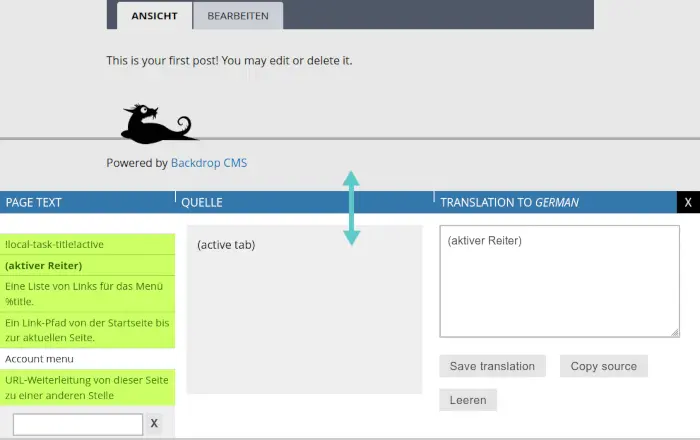 ANSICHT BEARBEITEN
This is your first post! You may edit or delete it.
Powered by Backdrop CMS
PAGE TEXT QUELLE TRANSLATION TO GERMAN X
!local-task-title!active
(aktiver Reiter)
Eine Liste von Links für das Menü
%title.
Ein Link-Pfad von der Startseite bis
zur aktuellen Seite.
Account menu
URL-Weiterleitung von dieser Seite
zu einer anderen Stelle
X
(active tab)
(aktiver Reiter)
Save translation Copy source
Leeren